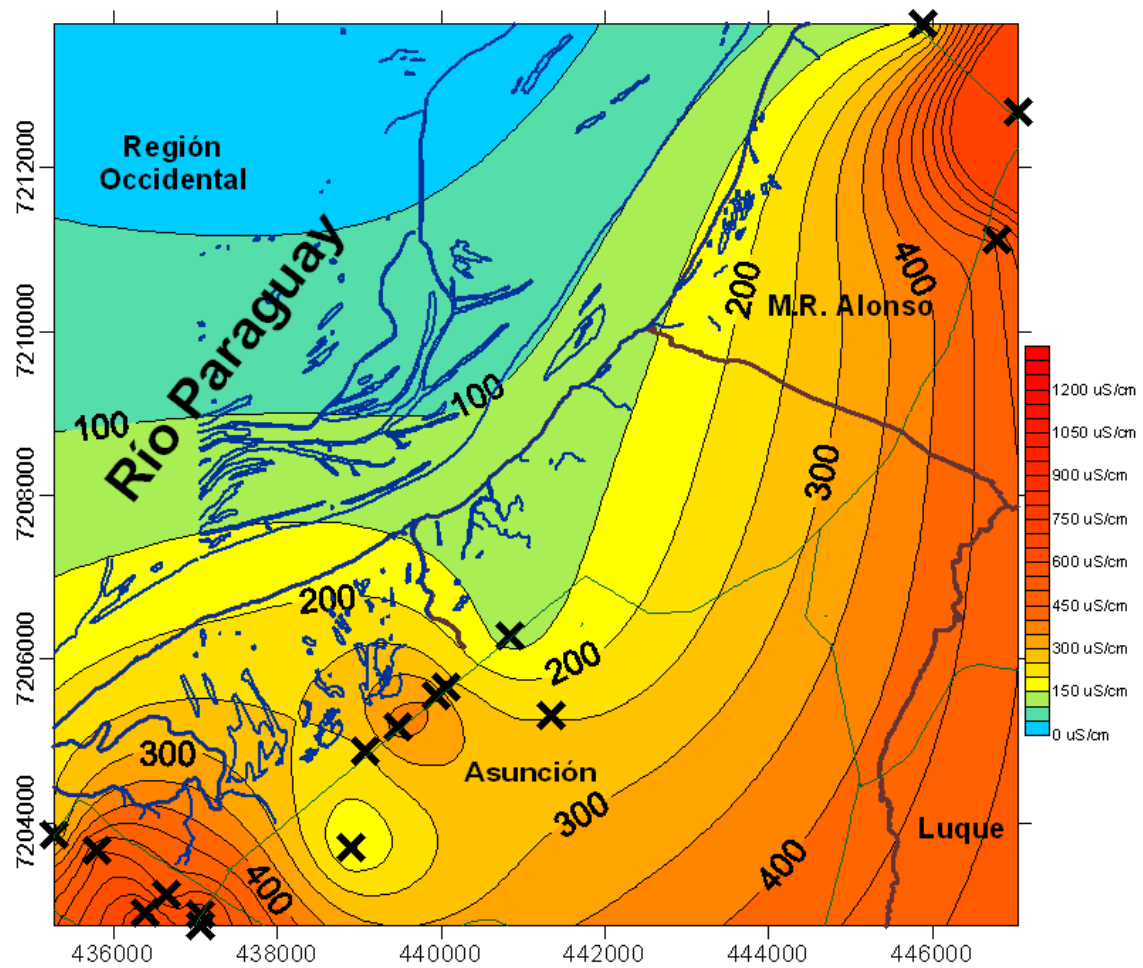 Región
Occidental
Río Paraguay
M.R. Alonso
Asunción
Luque
100
100
200
200
200
300
300
300
400
400
400
7212000
7210000
7208000
7206000
7204000
436000
438000
440000
442000
444000
446000
1200 uS/cm
1050 uS/cm
900 uS/cm
750 uS/cm
600 uS/cm
450 uS/cm
300 uS/cm
150 uS/cm
0 uS/cm